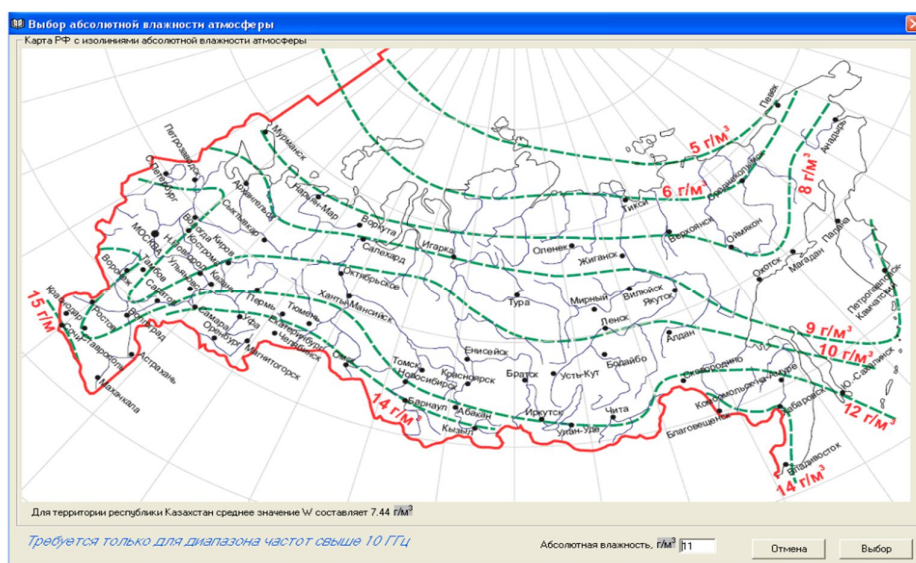 Выбор абсолютной влажности атмосферы
Карта РФ с изолиниями абсолютной влажности атмосферы
Певек
Анадырь
Мурманск
Петрозаводск
С-Петербург
5 г/м³
6 г/м³
8 г/м³
Архангельск
Нарьян-Мар
Воркута
Тикси
Сыктывкар
Салехард
Игарка
Верхоянск
Оймякон
Палана
Вологда
Кострома
Киров
МОСКВА
Оленек
Жиганск
Охотск
Магадан
Воронеж
Тамбов
Казань
Октябрьское
Ханты-Мансийск
Тура
Мирный
Вилюйск
Якутск
Петропавловск
Камчатский
15 г/м³
Краснодар
Ростов
Саратов
Самара
Уфа
Пермь
Тюмень
Екатеринбург
Челябинск
Оренбург
Магнитогорск
Омск
Ленск
Алдан
9 г/м³
10 г/м³
Сочи
Ставрополь
Астрахань
Махачкала
Томск
Новосибирск
Енисейск
Красноярск
Братск
Усть-Кут
Бодайбо
Сковородино
12 г/м³
14 г/м³
Барнаул
Абакан
Кызыл
Иркутск
Улан-Удэ
Чита
Благовещенск
Хабаровск
Владивосток
14 г/м³
Для территории республики Казахстан среднее значение W составляет 7.44 г/м³
Требуется только для диапазона частот свыше 10 ГГц
Абсолютная влажность, г/м³ 11
Отмена
Выбор